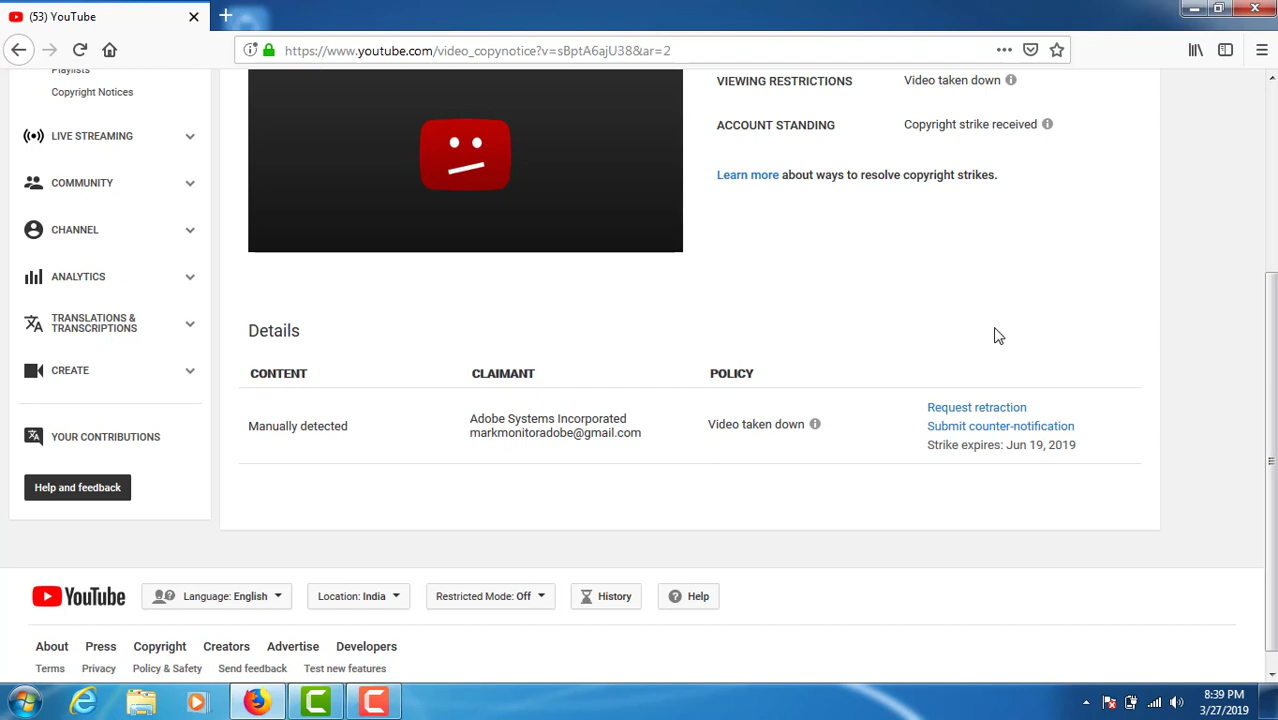 (53) YouTube
https://www.youtube.com/video_copynotice?v=sBptA6ajU38&ar=2
Playlists
Copyright Notices
LIVE STREAMING
COMMUNITY
CHANNEL
ANALYTICS
TRANSLATIONS &
TRANSCRIPTIONS
CREATE
YOUR CONTRIBUTIONS
Help and feedback
VIEWING RESTRICTIONS Video taken down
ACCOUNT STANDING Copyright strike received
Learn more about ways to resolve copyright strikes.
Details
CONTENT CLAIMANT POLICY
Manually detected
Adobe Systems Incorporated
markmonitoradobe@gmail.com
Video taken down
Request retraction
Submit counter-notification
Strike expires: Jun 19, 2019
YouTube Language: English Location: India Restricted Mode: Off History Help
About Press Copyright Creators Advertise Developers
Terms Privacy Policy & Safety Send feedback Test new features
8:39 PM
3/27/2019